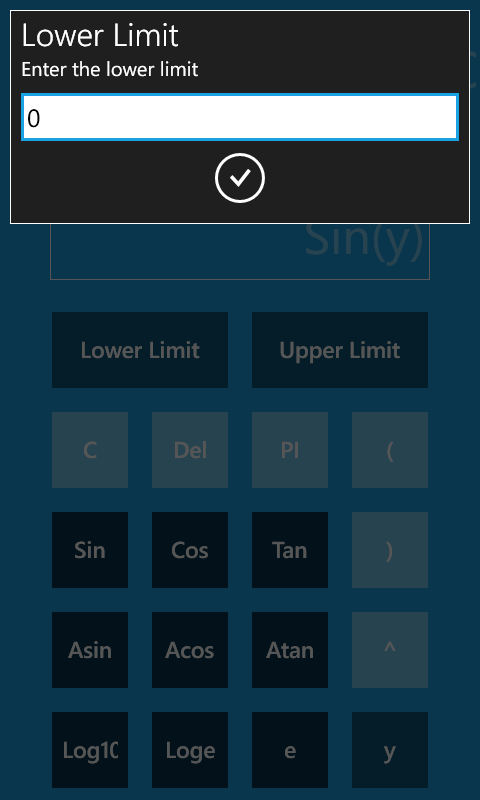 Lower Limit
Enter the lower limit
0
Sin(y)
Lower Limit Upper Limit
C Del PI (
Sin Cos Tan )
Asin Acos Atan ^
Log10 Loge e y